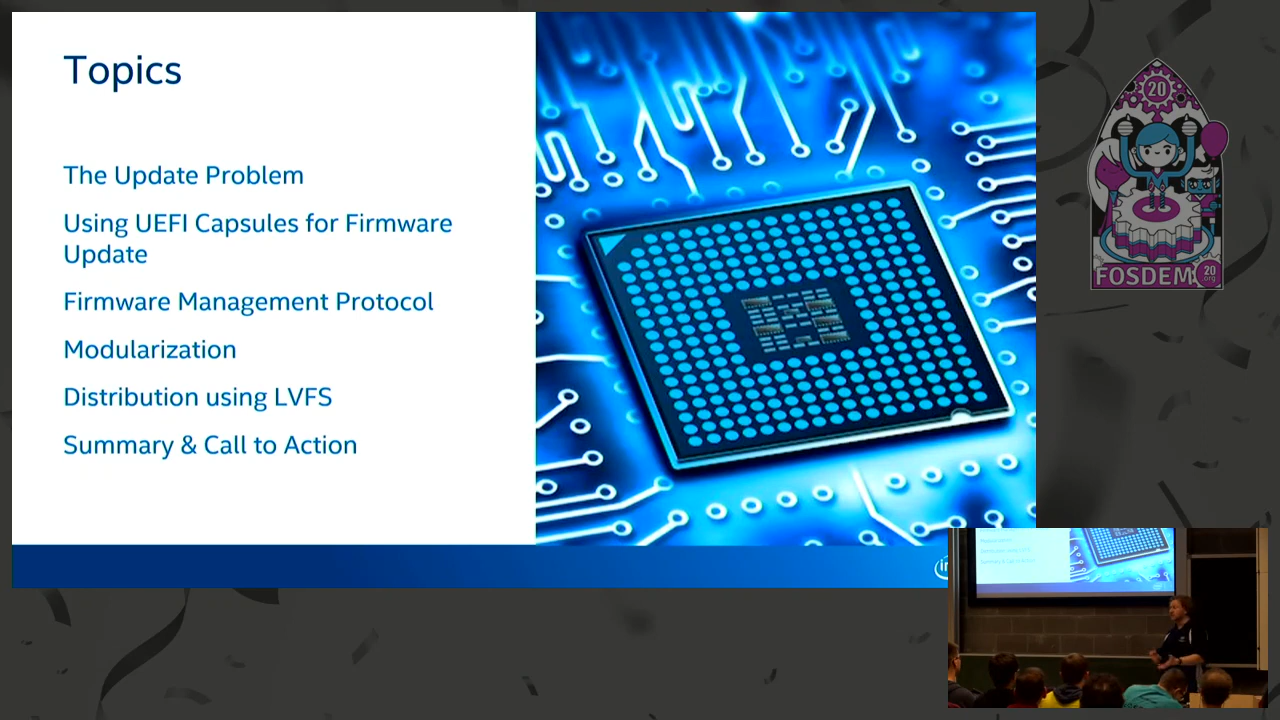 Topics
The Update Problem
Using UEFI Capsules for Firmware
Update
Firmware Management Protocol
Modularization
Distribution using LVFS
Summary & Call to Action
20
FOSDEM
20
.org